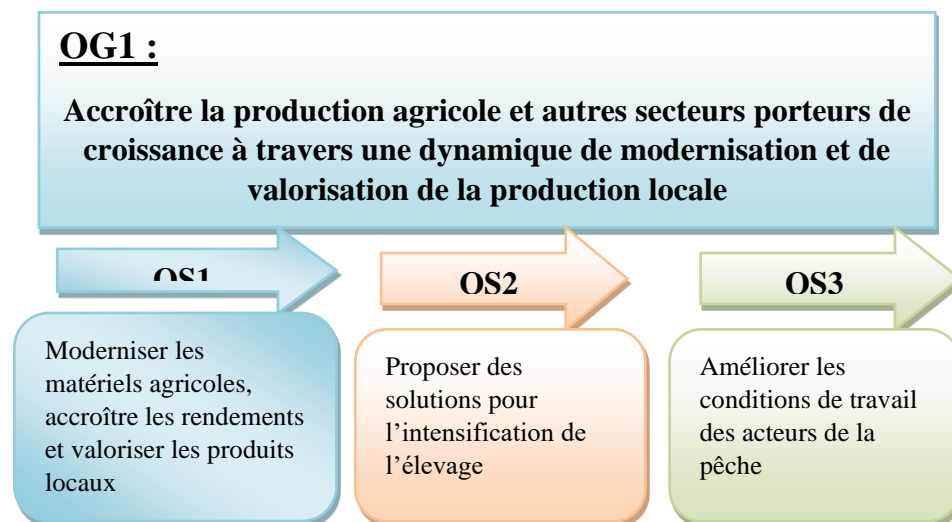 OG1 :
Accroître la production agricole et autres secteurs porteurs de
croissance à travers une dynamique de modernisation et de
valorisation de la production locale
OS1
OS2
OS3
Moderniser les
matériels agricoles,
accroître les rendements
et valoriser les produits
locaux
Proposer des
solutions pour
l’intensification de
l’élevage
Améliorer les
conditions de travail
des acteurs de la
pêche